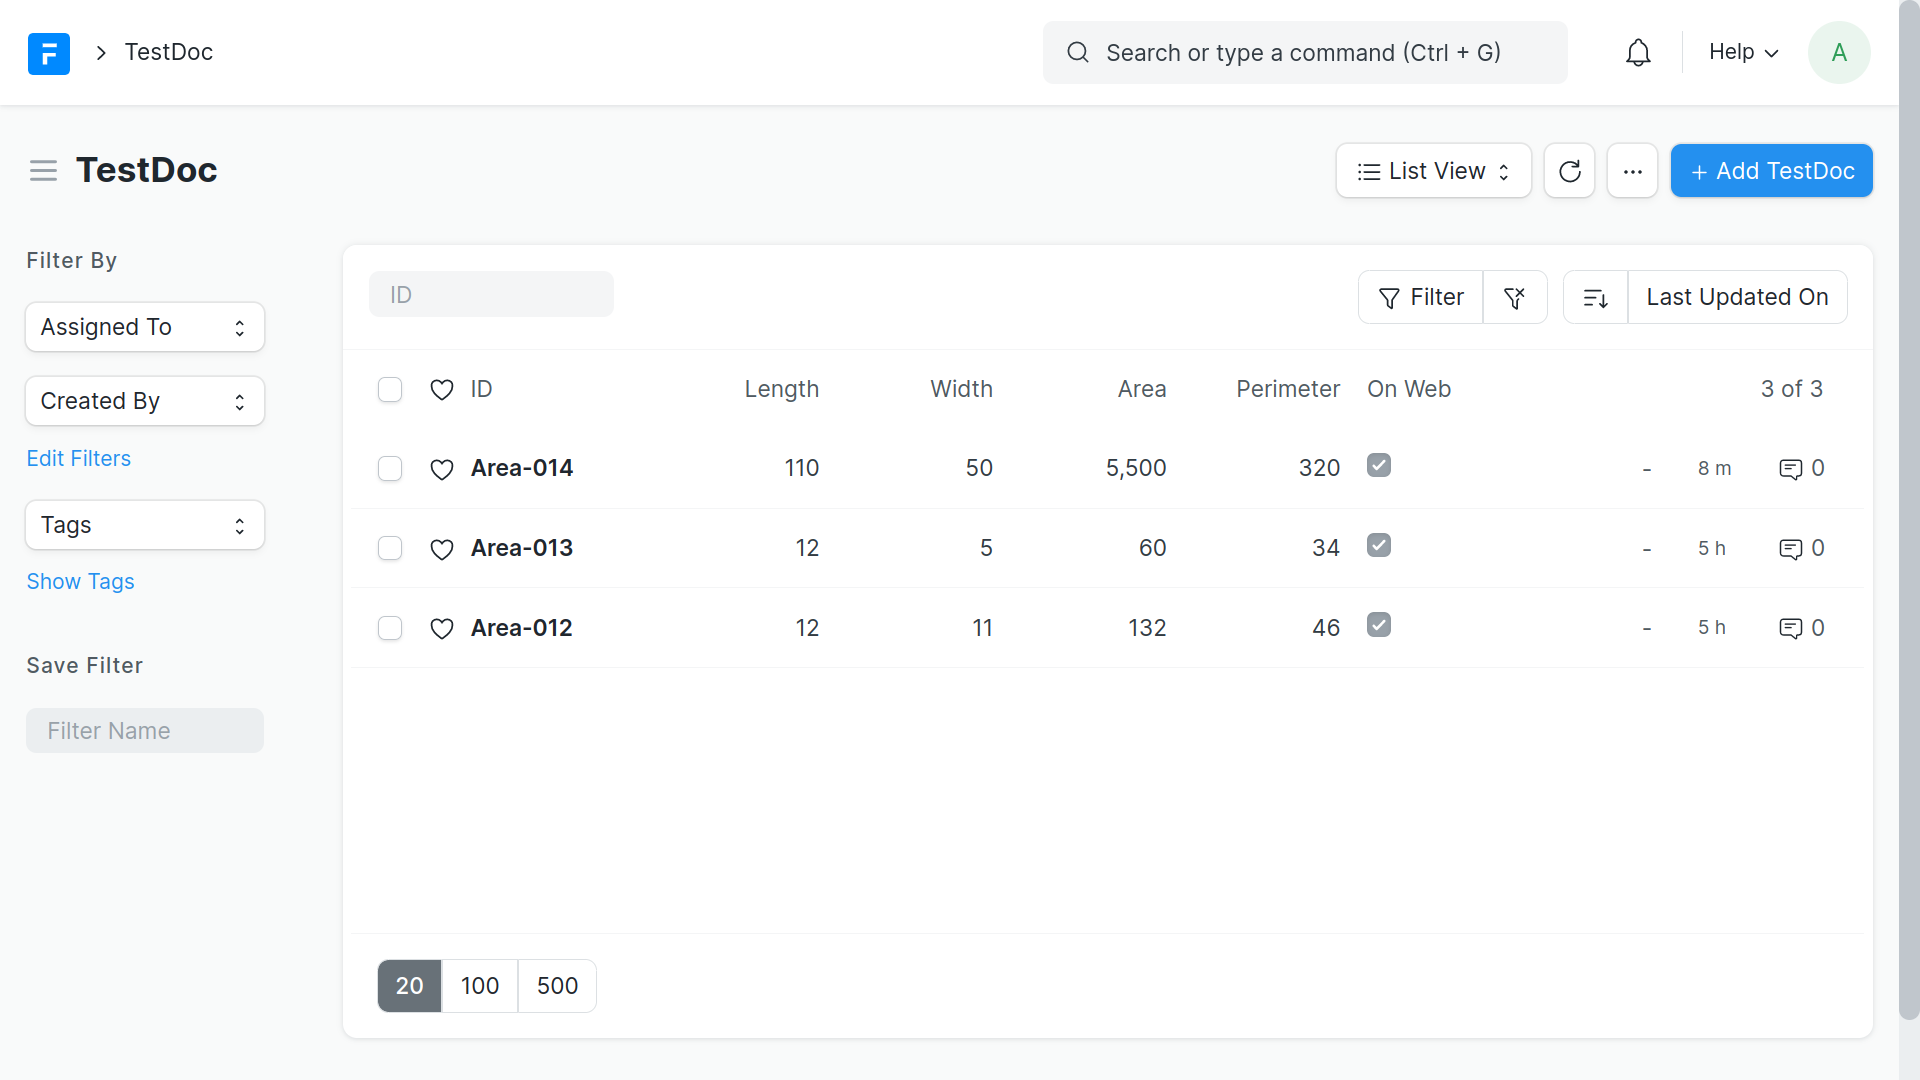 F
TestDoc
Search or type a command (Ctrl + G)
Help
A
TestDoc
List View
...
+ Add TestDoc
Filter By
Assigned To
Created By
Edit Filters
Tags
Show Tags
Save Filter
Filter Name
ID
Filter
Last Updated On
ID Length Width Area Perimeter On Web 3 of 3
Area-014 110 50 5,500 320 - 8 m 0
Area-013 12 5 60 34 - 5 h 0
Area-012 12 11 132 46 - 5 h 0
20 100 500